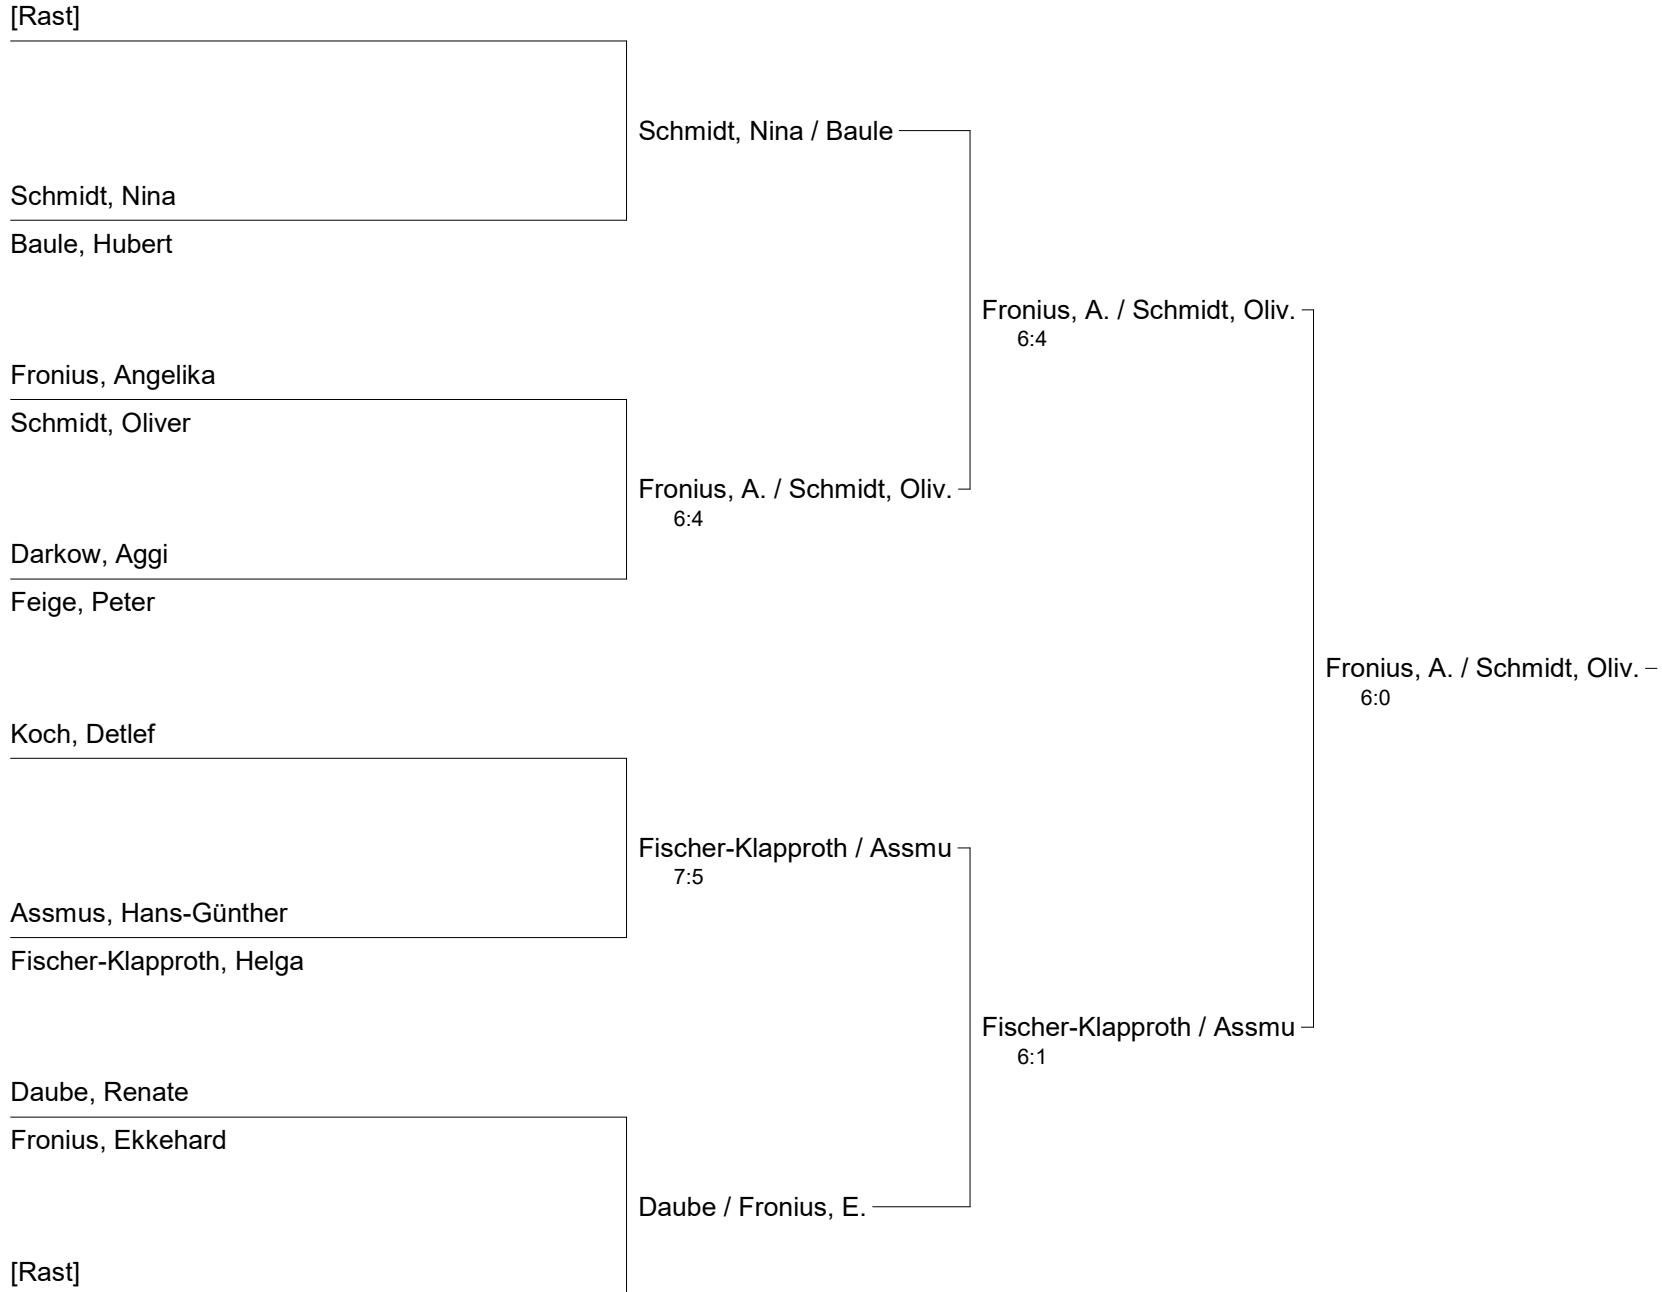 [Rast]
Schmidt, Nina / Baule
Schmidt, Nina
Baule, Hubert
Fronius, A. / Schmidt, Oliv.
6:4
Fronius, Angelika
Schmidt, Oliver
Fronius, A. / Schmidt, Oliv.
6:4
Darkow, Aggi
Feige, Peter
Fronius, A. / Schmidt, Oliv.
6:0
Koch, Detlef
Fischer-Klapproth / Assmu
7:5
Assmus, Hans-Günther
Fischer-Klapproth, Helga
Fischer-Klapproth / Assmu
6:1
Daube, Renate
Fronius, Ekkehard
Daube / Fronius, E.
[Rast]